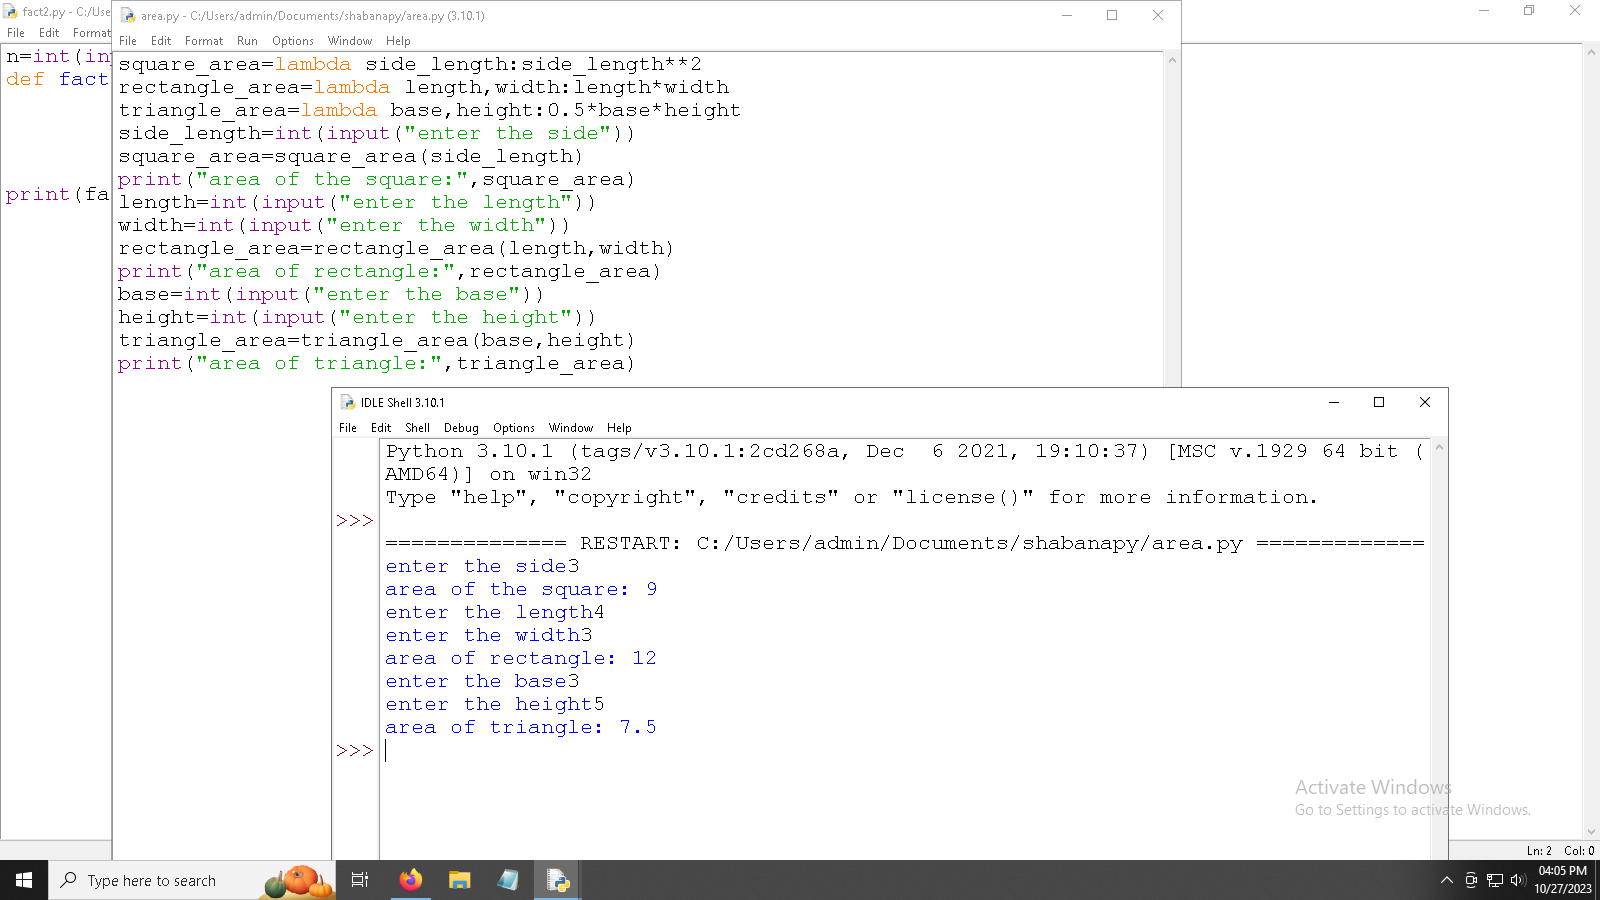 fact2.py - C:/Use
File Edit Format
n=int(in
def fact
print(fa
area.py - C:/Users/admin/Documents/shabanapy/area.py (3.10.1)
File Edit Format Run Options Window Help
square_area=lambda side_length:side_length**2
rectangle_area=lambda length,width:length*width
triangle_area=lambda base,height:0.5*base*height
side_length=int(input("enter the side"))
square_area=square_area(side_length)
print("area of the square:",square_area)
length=int(input("enter the length"))
width=int(input("enter the width"))
rectangle_area=rectangle_area(length,width)
print("area of rectangle:",rectangle_area)
base=int(input("enter the base"))
height=int(input("enter the height"))
triangle_area=triangle_area(base,height)
print("area of triangle:",triangle_area)
IDLE Shell 3.10.1
File Edit Shell Debug Options Window Help
Python 3.10.1 (tags/v3.10.1:2cd268a, Dec  6 2021, 19:10:37) [MSC v.1929 64 bit (
AMD64)] on win32
Type "help", "copyright", "credits" or "license()" for more information.
>>>
============== RESTART: C:/Users/admin/Documents/shabanapy/area.py =============
enter the side3
area of the square: 9
enter the length4
enter the width3
area of rectangle: 12
enter the base3
enter the height5
area of triangle: 7.5
>>>
Activate Windows
Go to Settings to activate Windows.
Ln: 2 Col: 0
Type here to search
04:05 PM
10/27/2023